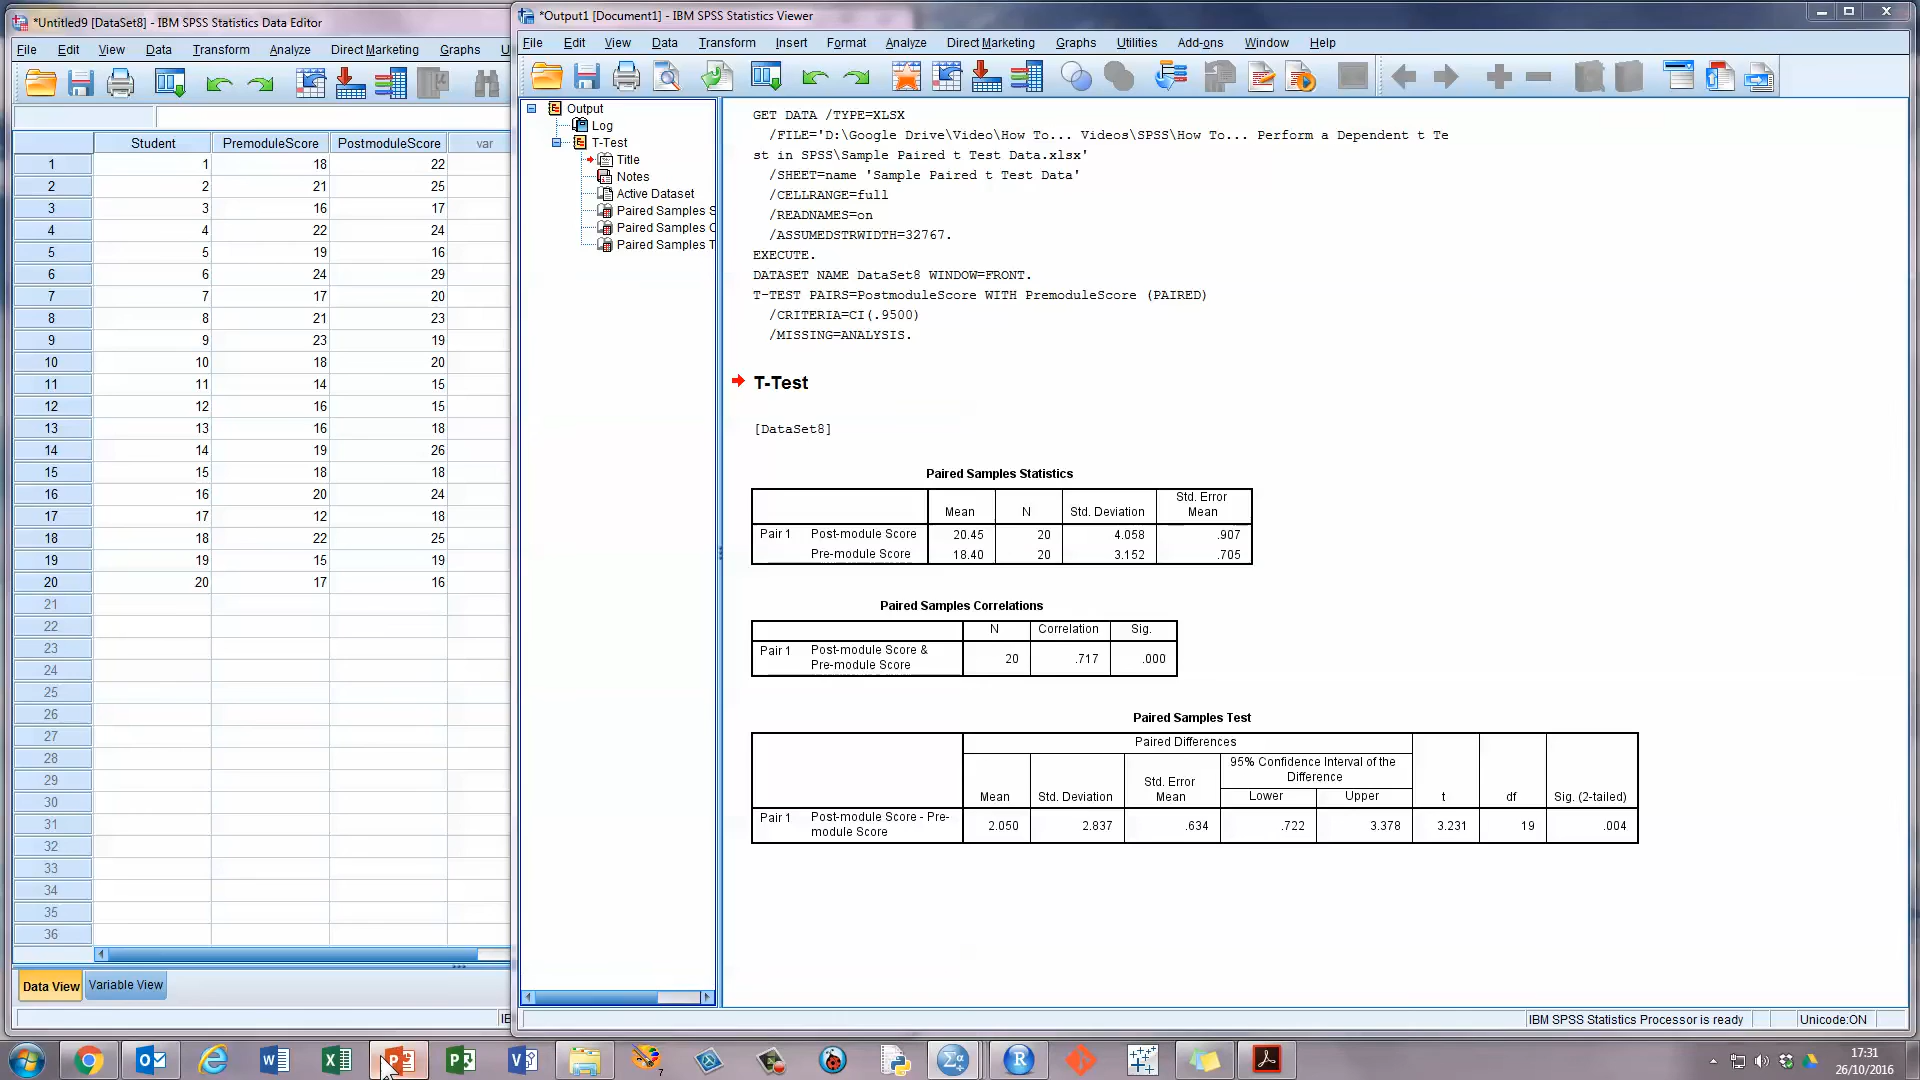 *Untitled9 [DataSet8] - IBM SPSS Statistics Data Editor
File Edit View Data Transform Analyze Direct Marketing Graphs
Student PremoduleScore PostmoduleScore var
1 1 18 22
2 2 21 25
3 3 16 17
4 4 22 24
5 5 19 16
6 6 24 29
7 7 17 20
8 8 21 23
9 9 23 19
10 10 18 20
11 11 14 15
12 12 16 15
13 13 16 18
14 14 19 26
15 15 18 18
16 16 20 24
17 17 12 18
18 18 22 25
19 19 15 19
20 20 17 16
21
22
23
24
25
26
27
28
29
30
31
32
33
34
35
36
Data View Variable View
*Output1 [Document1] - IBM SPSS Statistics Viewer
File Edit View Data Transform Insert Format Analyze Direct Marketing Graphs Utilities Add-ons Window Help
Output
Log
T-Test
Title
Notes
Active Dataset
Paired Samples S
Paired Samples C
Paired Samples T
GET DATA /TYPE=XLSX
/FILE='D:\Google Drive\Video\How To... Videos\SPSS\How To... Perform a Dependent t Te
st in SPSS\Sample Paired t Test Data.xlsx'
/SHEET=name 'Sample Paired t Test Data'
/CELLRANGE=full
/READNAMES=on
/ASSUMEDSTRWIDTH=32767.
EXECUTE.
DATASET NAME DataSet8 WINDOW=FRONT.
T-TEST PAIRS=PostmoduleScore WITH PremoduleScore (PAIRED)
/CRITERIA=CI(.9500)
/MISSING=ANALYSIS.
T-Test
[DataSet8]
Paired Samples Statistics
Mean N Std. Deviation Std. Error Mean
Pair 1 Post-module Score 20.45 20 4.058 .907
Pre-module Score 18.40 20 3.152 .705
Paired Samples Correlations
N Correlation Sig.
Pair 1 Post-module Score & Pre-module Score 20 .717 .000
Paired Samples Test
Paired Differences
95% Confidence Interval of the Difference
Mean Std. Deviation Std. Error Mean Lower Upper t df Sig. (2-tailed)
Pair 1 Post-module Score - Pre-module Score 2.050 2.837 .634 .722 3.378 3.231 19 .004
IBM SPSS Statistics Processor is ready Unicode:ON
17:31
26/10/2016